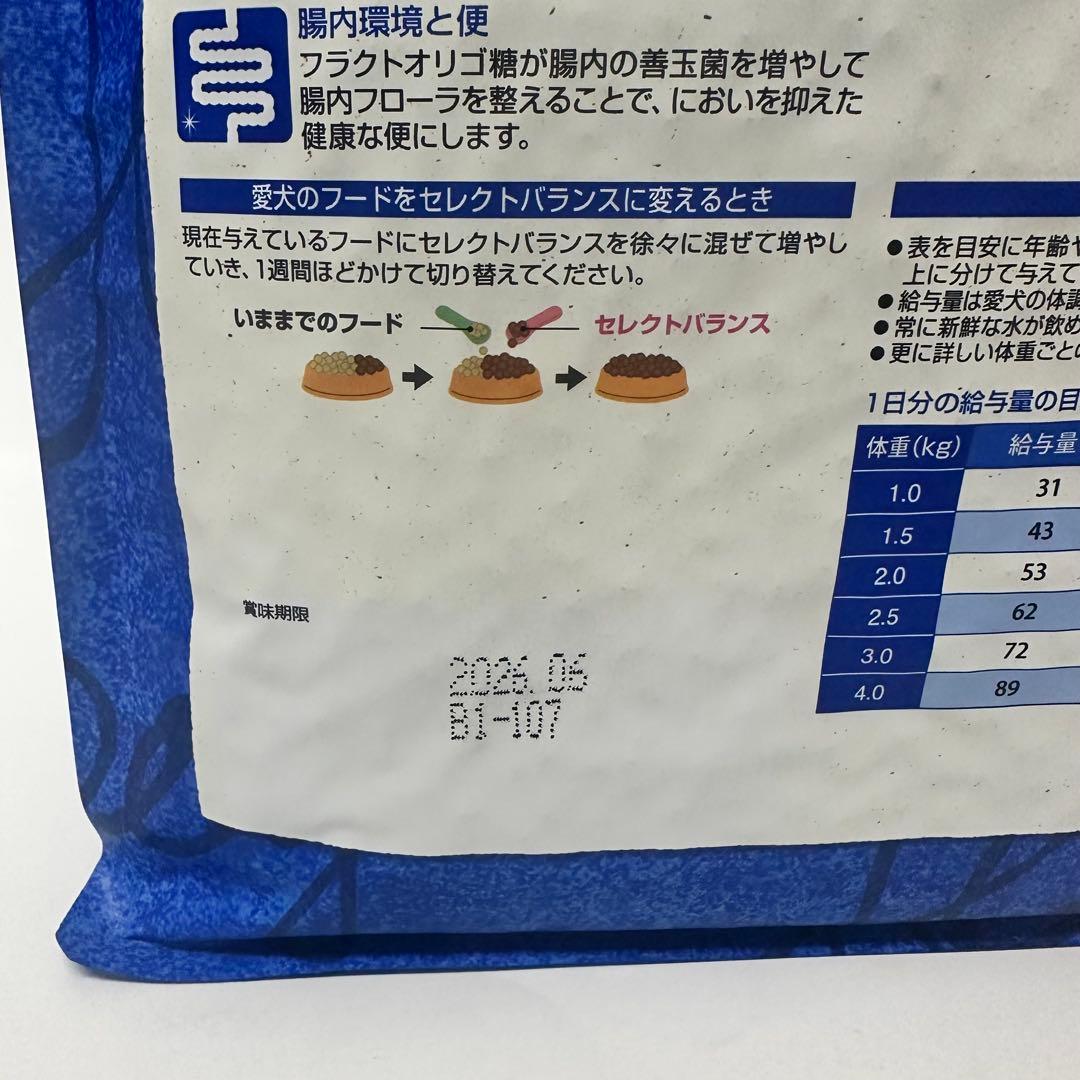 腸内環境と便
フラクトオリゴ糖が腸内の善玉菌を増やして
腸内フローラを整えることで、においを抑えた
健康な便にします。
愛犬のフードをセレクトバランスに変えるとき
現在与えているフードにセレクトバランスを徐々に混ぜて増やし
ていき、1週間ほどかけて切り替えてください。
いままでのフード
セレクトバランス
賞味期限
2026.06
B1-107
●表を目安に年齢や
上に分けて与えて
●給与量は愛犬の体調
●常に新鮮な水が飲め
●更に詳しい体重ごとの
1日分の給与量の目
体重(kg) 給与量
1.0 31
1.5 43
2.0 53
2.5 62
3.0 72
4.0 89